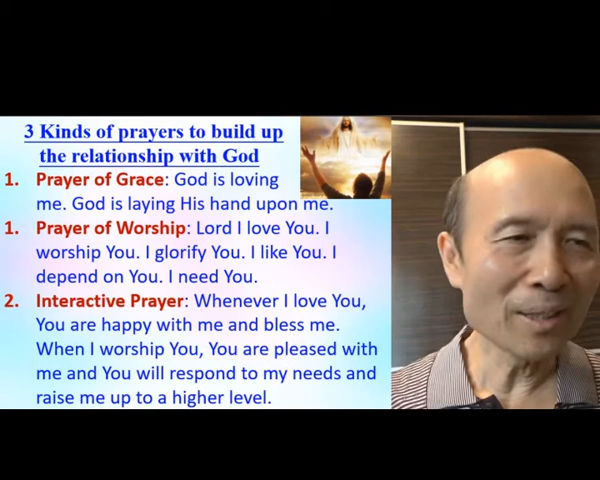 3 Kinds of prayers to build up
the relationship with God
1. Prayer of Grace: God is loving
me. God is laying His hand upon me.
1. Prayer of Worship: Lord I love You. I
worship You. I glorify You. I like You. I
depend on You. I need You.
2. Interactive Prayer: Whenever I love You,
You are happy with me and bless me.
When I worship You, You are pleased with
me and You will respond to my needs and
raise me up to a higher level.